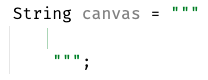 String canvas = """
""";